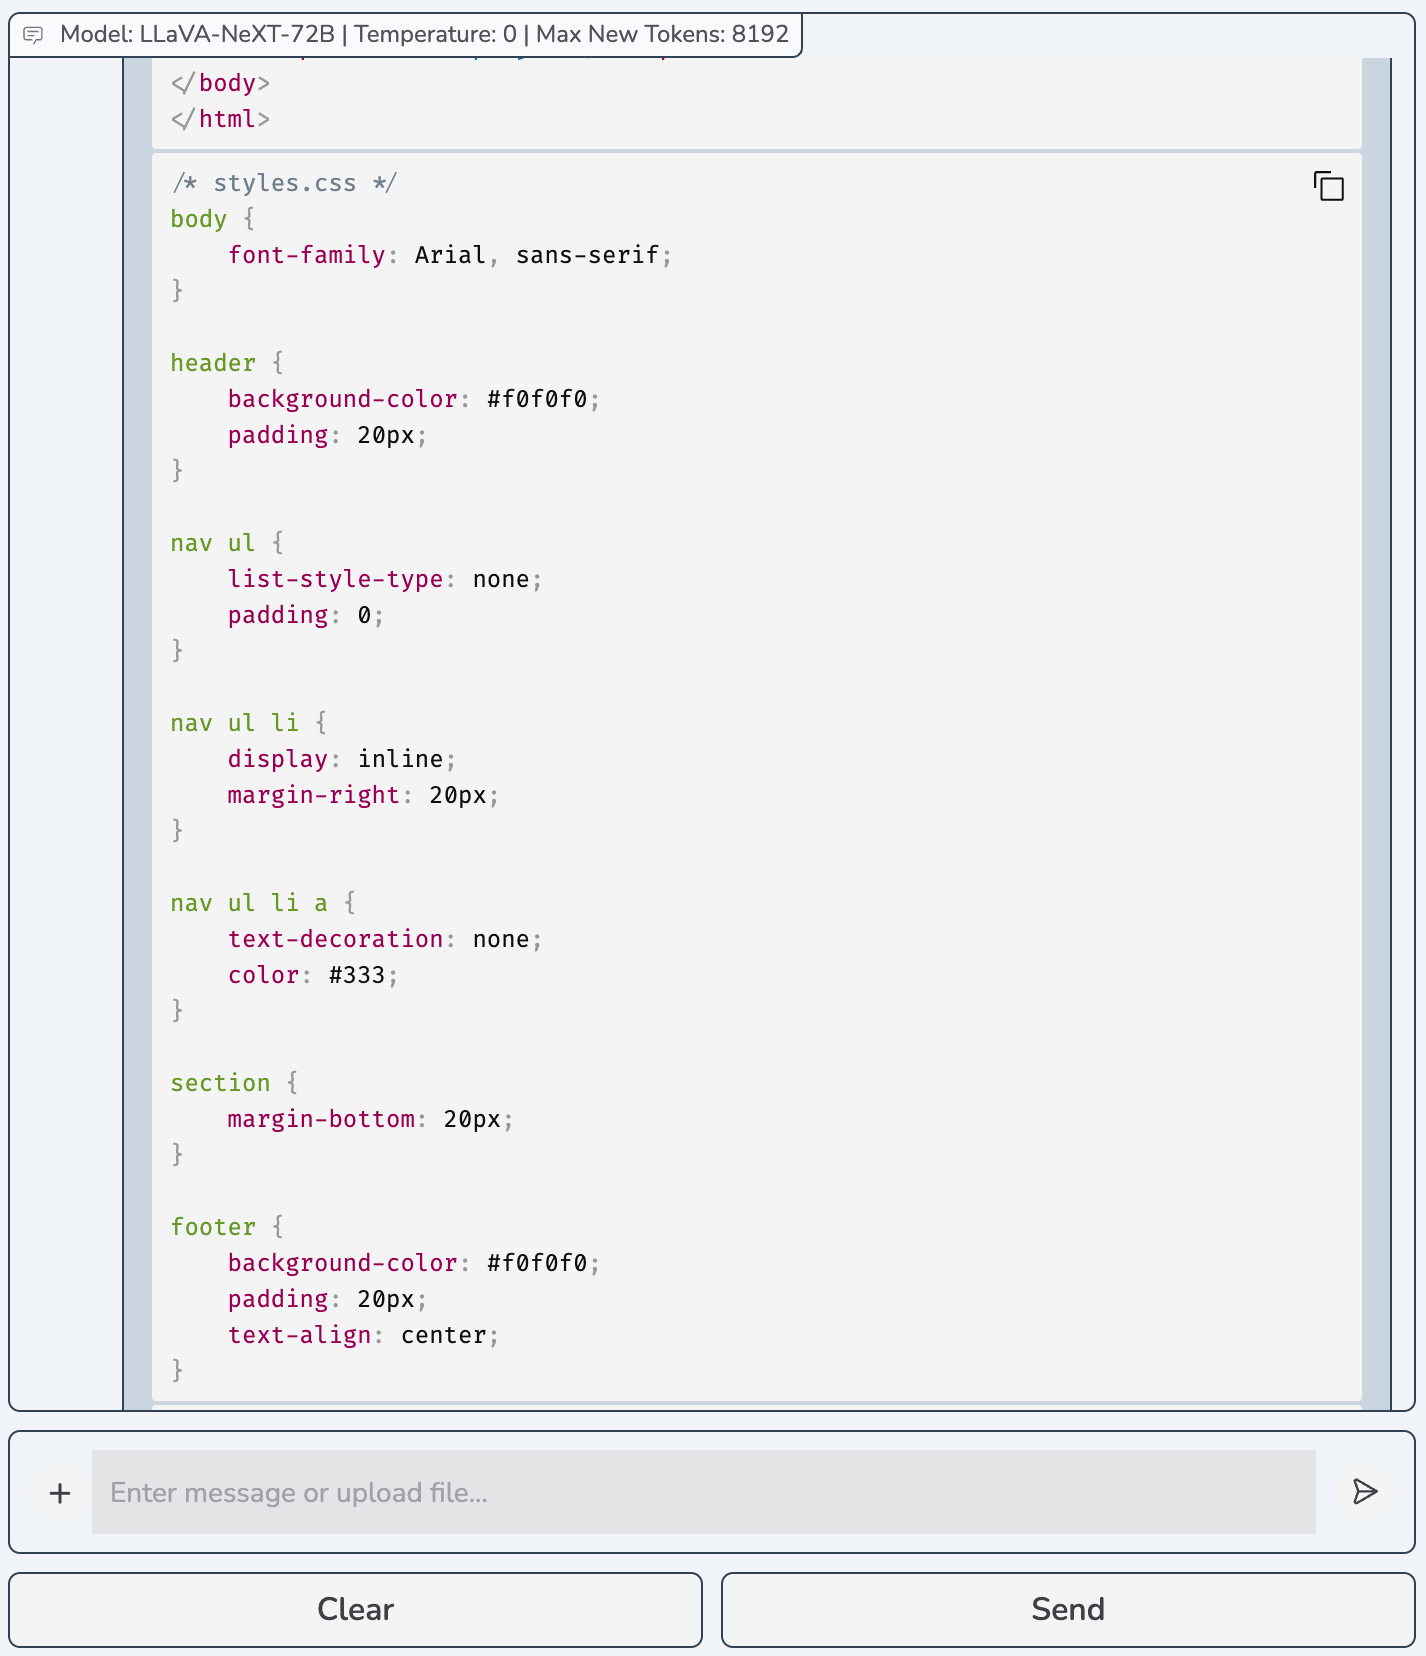 Model: LLaVA-NeXT-72B | Temperature: 0 | Max New Tokens: 8192
</body>
</html>
/* styles.css */
body {
    font-family: Arial, sans-serif;
}

header {
    background-color: #f0f0f0;
    padding: 20px;
}

nav ul {
    list-style-type: none;
    padding: 0;
}

nav ul li {
    display: inline;
    margin-right: 20px;
}

nav ul li a {
    text-decoration: none;
    color: #333;
}

section {
    margin-bottom: 20px;
}

footer {
    background-color: #f0f0f0;
    padding: 20px;
    text-align: center;
}
Enter message or upload file...
Clear
Send